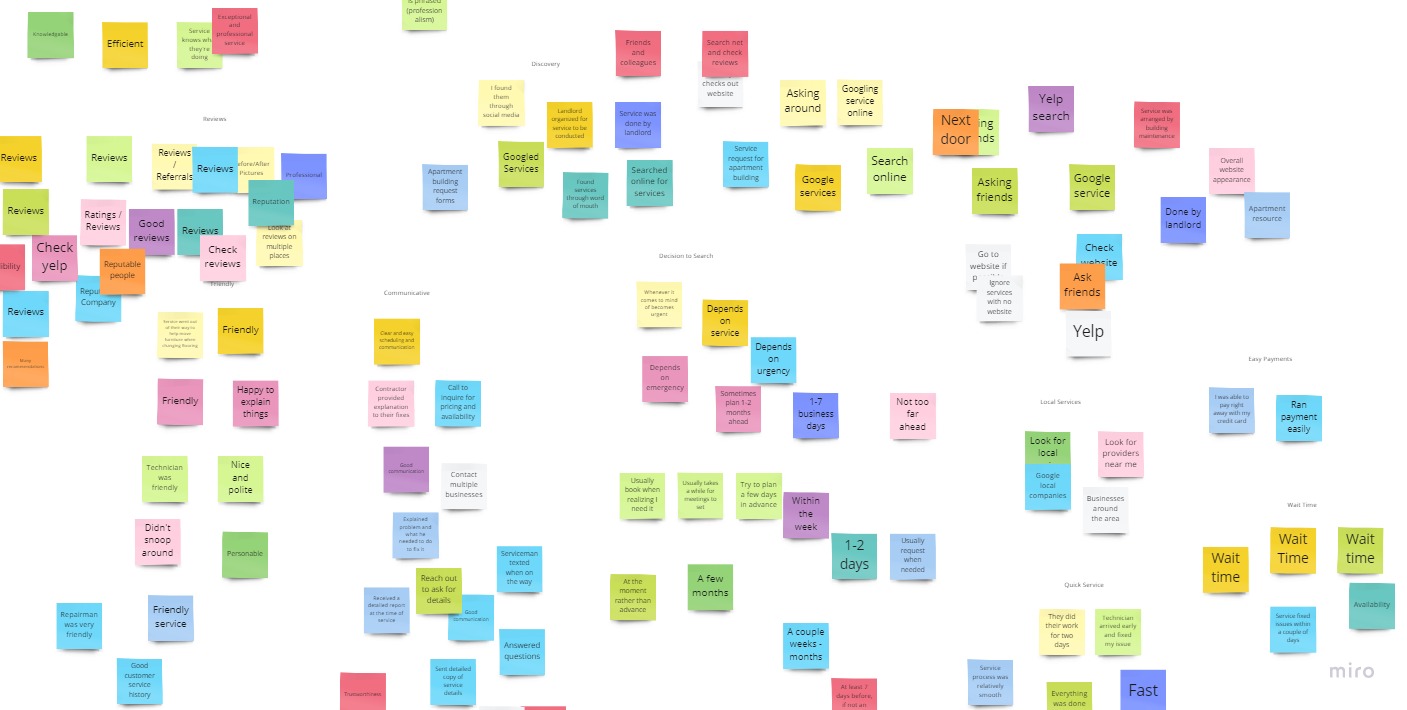 is phrased
(profession
alism)
Knowledgable
Efficient
Service
knows wh
they're
doing
Exceptional
and
professional
service
Reviews
Reviews
Reviews
Reviews
/
Referrals
Reviews
efore/After
Pictures
Professional
Reviews
Ratings /
Reviews
Good
reviews
Reviews
Reputation
Look at
reviews on
multiple
places
ibility
Check
yelp
Reputable
people
Check
reviews
Company
Reviews
Many
recommendations
Friendly
Service went out
of their way to
help move
furniture when
changing flooring
Friendly
Friendly
Happy to
explain
things
Technician
was
friendly
Nice
and
polite
Didn't
snoop
around
Personable
Repairman
was very
friendly
Friendly
service
Good
customer
service
history
Communicative
Clear and easy
scheduling and
communication
Contractor
provided
explanation
to their fixes
Call to
inquire for
pricing and
availability
Good
communication
Contact
multiple
businesses
Explained
problem and
what he
needed to do
to fix it
Serviceman
texted
when on
the way
Reach out
to ask for
details
Received a
detailed report
at the time of
service
Good
communication
Answered
questions
Sent detailed
copy of
service
details
Trustworthiness
Discovery
I found
them
through
social media
Landlord
organized for
service to be
conducted
Friends
and
colleagues
Service was
done by
landlord
Search net
and check
reviews
checks out
website
Asking
around
Googling
service
online
Apartment
building
request
forms
Googled
Services
Found
services
through word
of mouth
Searched
online for
services
Service
request for
apartment
building
Google
services
Search
online
Next
door
ing
nds
Yelp
search
Service was
arranged by
building
maintenance
Asking
friends
Google
service
Overall
website
appearance
Done by
landlord
Apartment
resource
Go to
website if
Ignore
services
with no
website
Check
website
Ask
friends
Yelp
Decision to Search
Whenever it
comes to mind
of becomes
urgent
Depends
on
service
Depends
on
urgency
Depends
on
emergency
Sometimes
plan 1-2
months
ahead
1-7
business
days
Not too
far
ahead
Usually
book when
realizing I
need it
Usually takes
a while for
meetings to
set
Try to plan
a few days
in advance
Within
the
week
1-2
days
Usually
request
when
needed
At the
moment
rather than
advance
A few
months
A couple
weeks -
months
At least 7
days before,
if not an
Local Services
Look for
local
Look for
providers
near me
Google
local
companies
Businesses
around
the area
Easy Payments
I was able to
pay right
away with my
credit card
Ran
payment
easily
Wait Time
Wait
time
Wait
Time
Wait
time
Service fixed
issues within
a couple of
days
Availability
Quick Service
They did
their work
for two
days
Technician
arrived early
and fixed
my issue
Service
process was
relatively
smooth
Everything
was done
Fast
miro